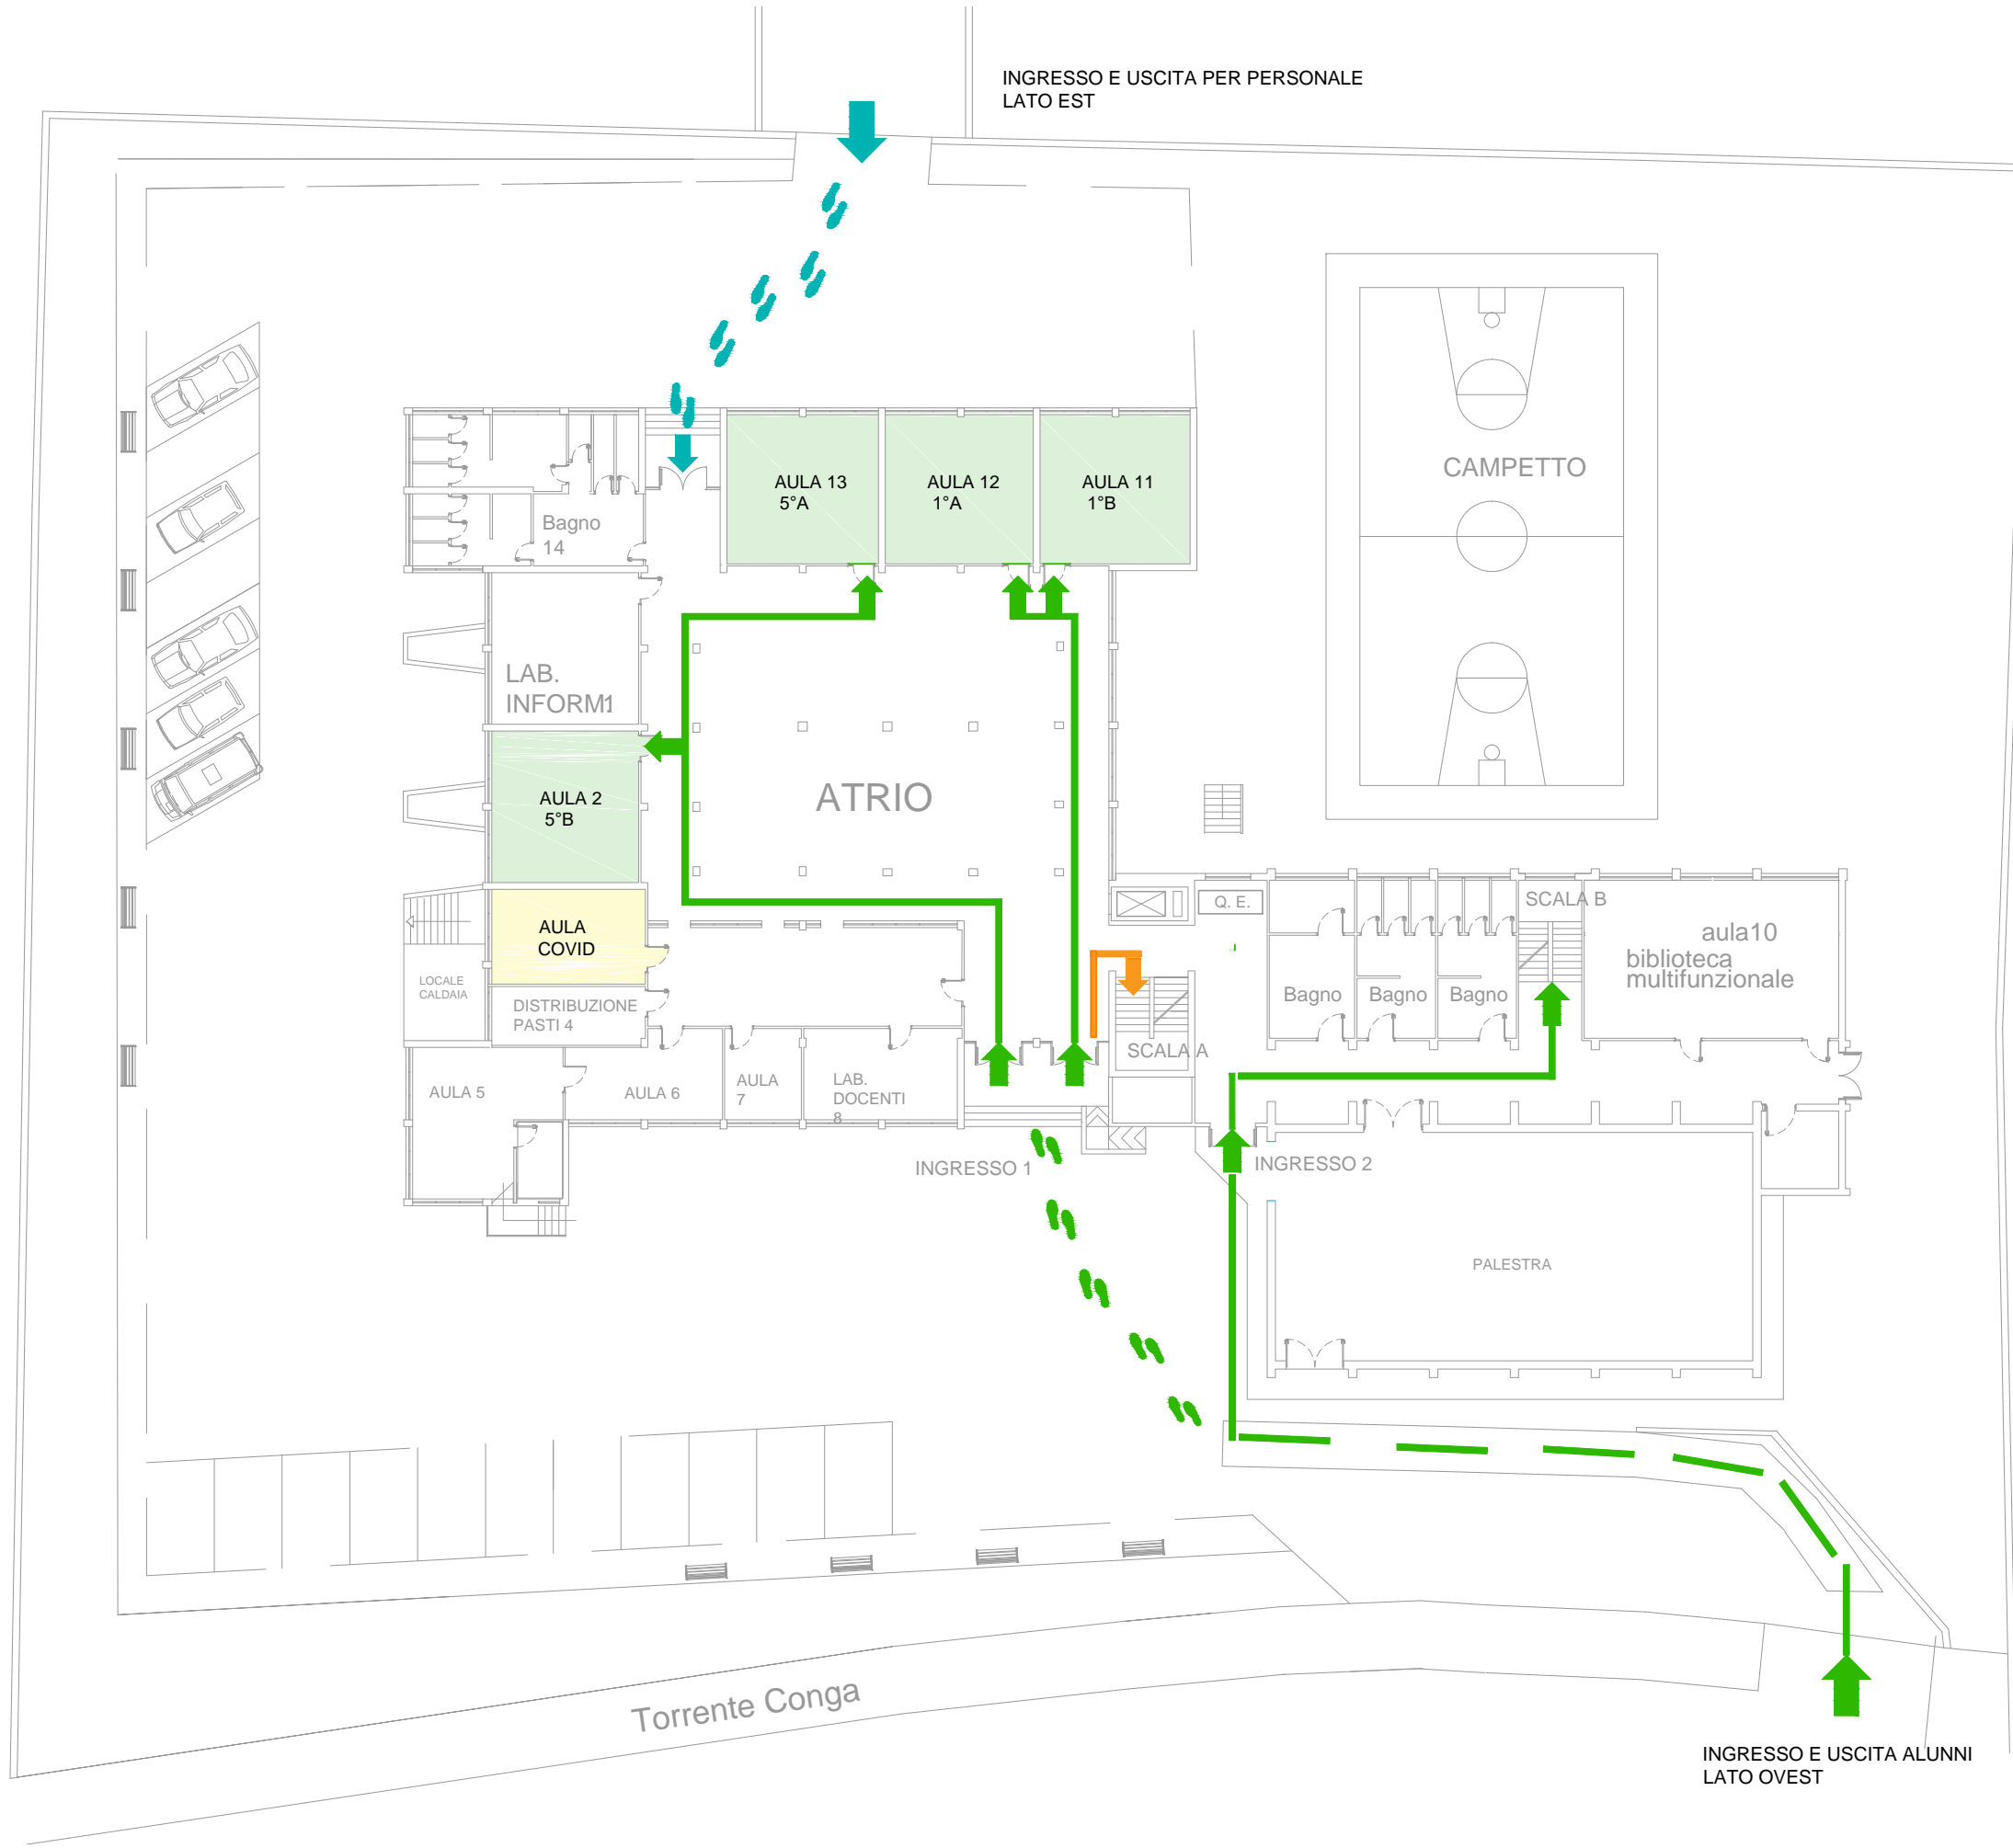 INGRESSO E USCITA PER PERSONALE
LATO EST
CAMPETTO
AULA 13
5°A
AULA 12
1°A
AULA 11
1°B
Bagno
14
LAB.
INFORM1
AULA 2
5°B
ATRIO
Q. E.
SCALA B
AULA
COVID
aula10
biblioteca
multifunzionale
LOCALE
CALDAIA
DISTRIBUZIONE
PASTI 4
Bagno
Bagno
Bagno
SCALA A
AULA 5
AULA 6
AULA
7
LAB.
DOCENTI
8
INGRESSO 1
INGRESSO 2
PALESTRA
Torrente Conga
INGRESSO E USCITA ALUNNI
LATO OVEST